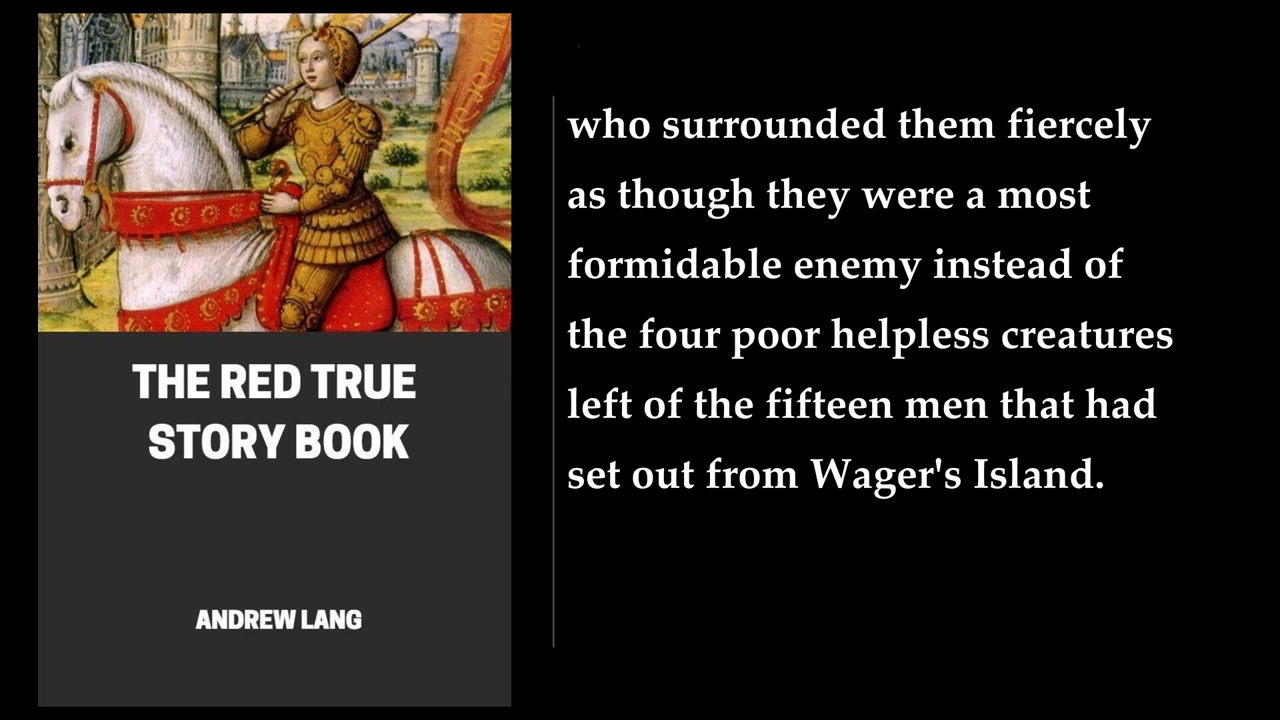 THE RED TRUE
STORY BOOK
ANDREW LANG
who surrounded them fiercely
as though they were a most
formidable enemy instead of
the four poor helpless creatures
left of the fifteen men that had
set out from Wager's Island.